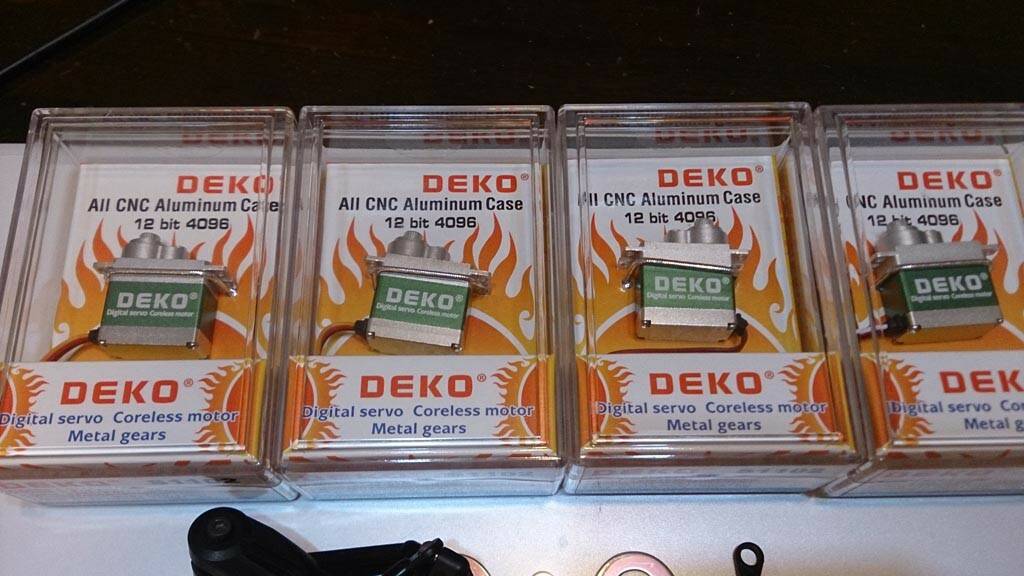 DEKO®
All CNC Aluminum Case
12 bit 4096
DEKO®
Digital servo Coreless motor
DEKO®
Digital servo Coreless motor
Metal gears
DEKO®
All CNC Aluminum Case
12 bit 4096
DEKO®
Digital servo Coreless motor
DEKO®
Digital servo Coreless motor
Metal gears
DEKO®
All CNC Aluminum Case
12 bit 4096
DEKO®
Digital servo Coreless motor
DEKO®
Digital servo Coreless motor
Metal gears
DEKO®
CNC Aluminum Case
12 bit 4096
DEKO®
Digital servo Coreless motor
DEK
Digital servo Coreless mot
Metal g